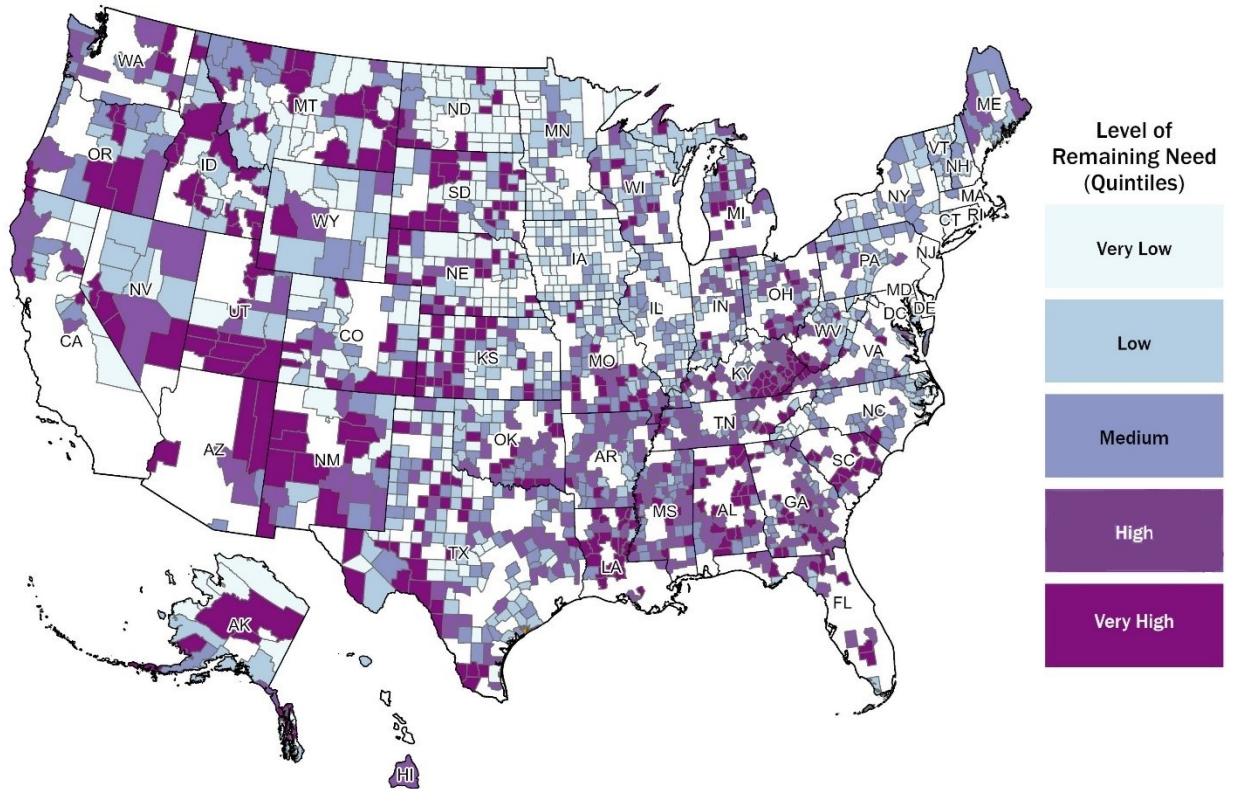 WA
MT
ND
MN
ME
OR
ID
SD
WI
VT
NH
NY
MA
CT
RI
WY
MI
NE
IA
PA
NJ
NV
UT
CO
IL
IN
OH
MD
DE
DC
WV
CA
KS
MO
KY
VA
AZ
NM
OK
AR
TN
NC
SC
MS
AL
GA
TX
LA
FL
AK
HI
Level of
Remaining Need
(Quintiles)
Very Low
Low
Medium
High
Very High